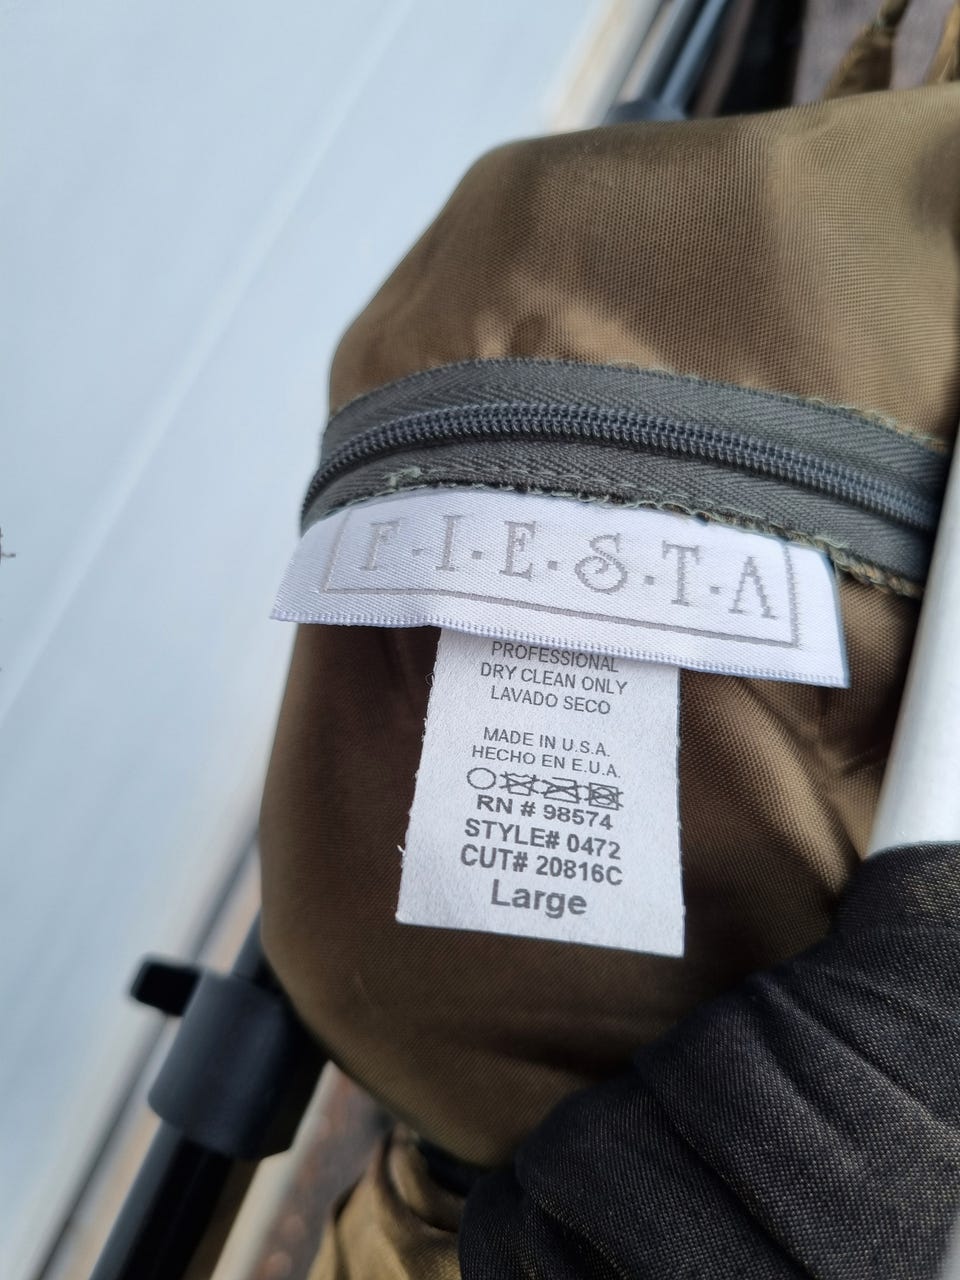 F·I·E·S·T·A
PROFESSIONAL
DRY CLEAN ONLY
LAVADO SECO
MADE IN U.S.A.
HECHO EN E.U.A.
RN # 98574
STYLE# 0472
CUT# 20816C
Large